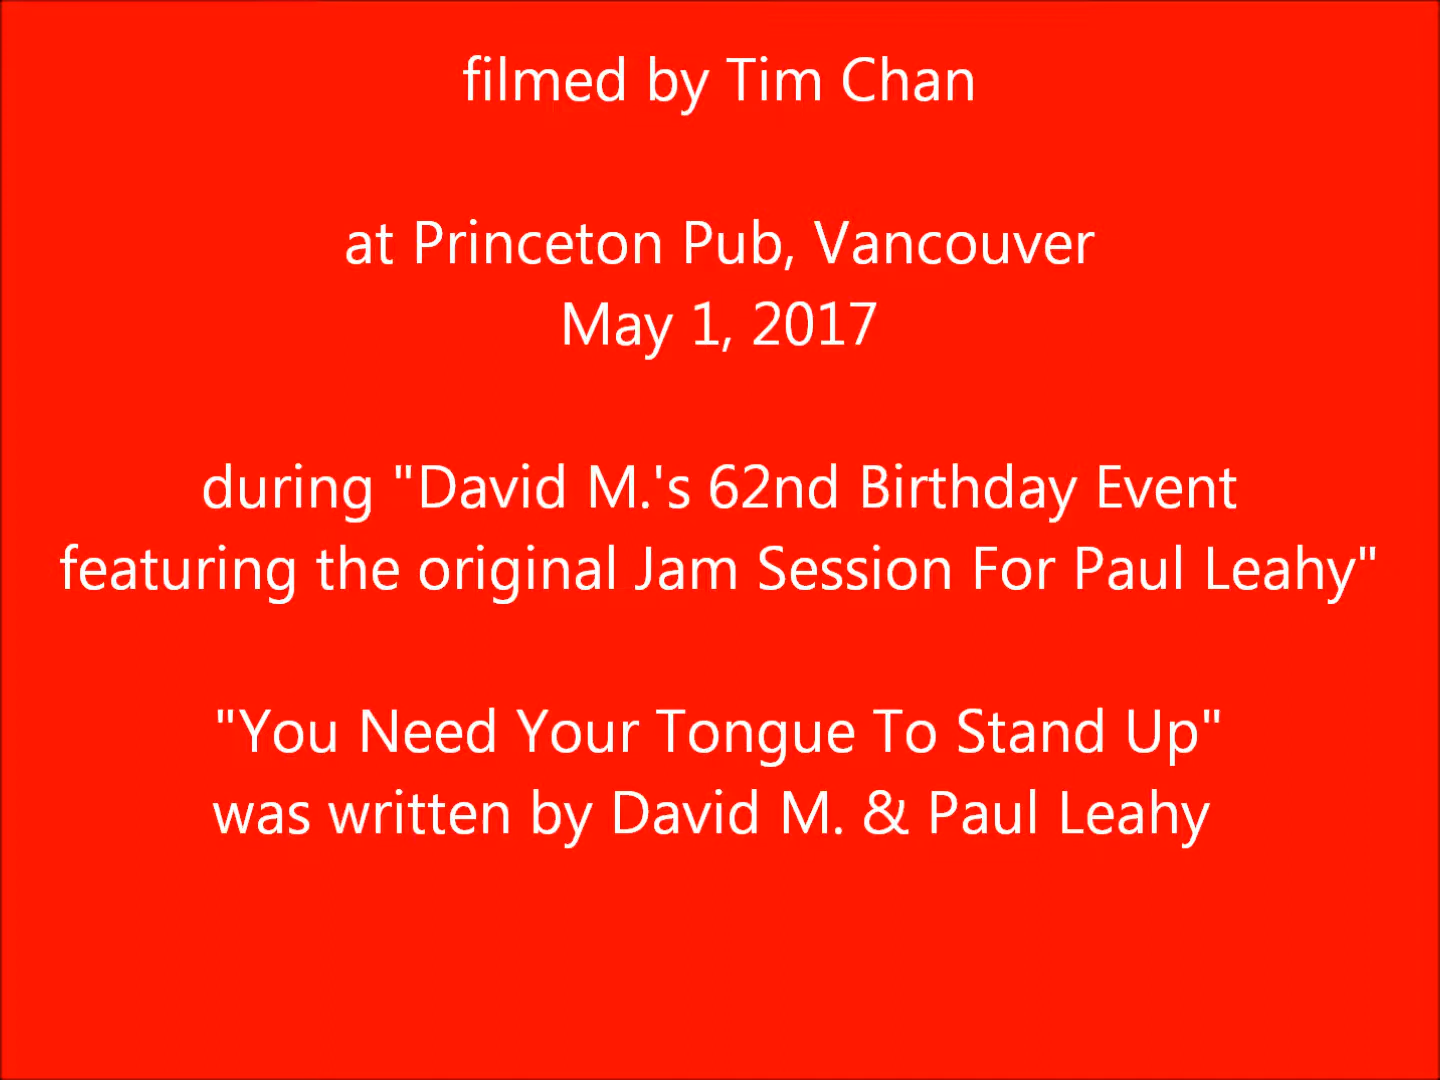 filmed by Tim Chan
at Princeton Pub, Vancouver
May 1, 2017
during "David M.'s 62nd Birthday Event
featuring the original Jam Session For Paul Leahy"
"You Need Your Tongue To Stand Up"
was written by David M. & Paul Leahy